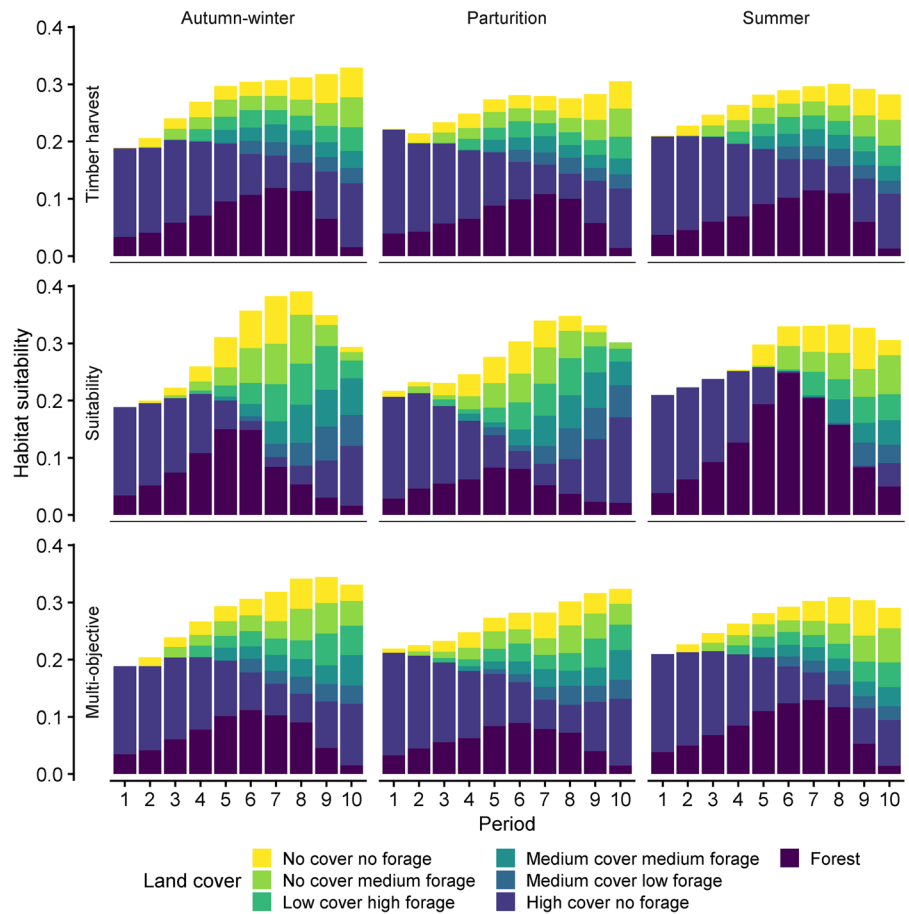 Autumn-winter Parturition Summer
0.4
0.3
0.2
0.1
0.0
Timber harvest
0.4
0.3
0.2
0.1
0.0
Suitability
Habitat suitability
0.4
0.3
0.2
0.1
0.0
Multi-objective
1 2 3 4 5 6 7 8 9 10 1 2 3 4 5 6 7 8 9 10 1 2 3 4 5 6 7 8 9 10
Period
Land cover
No cover no forage
No cover medium forage
Low cover high forage
Medium cover medium forage
Medium cover low forage
High cover no forage
Forest